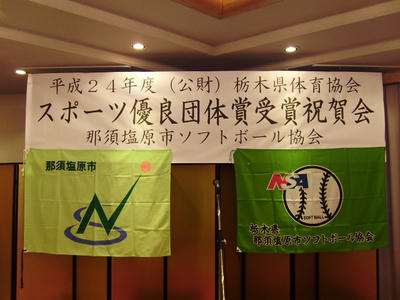 平成24年度（公財）栃木県体育協会
スポーツ優良団体賞受賞祝賀会
那須塩原市ソフトボール協会
那須塩原市
NSA
SOFT BALL
栃木県
那須塩原市ソフトボール協会